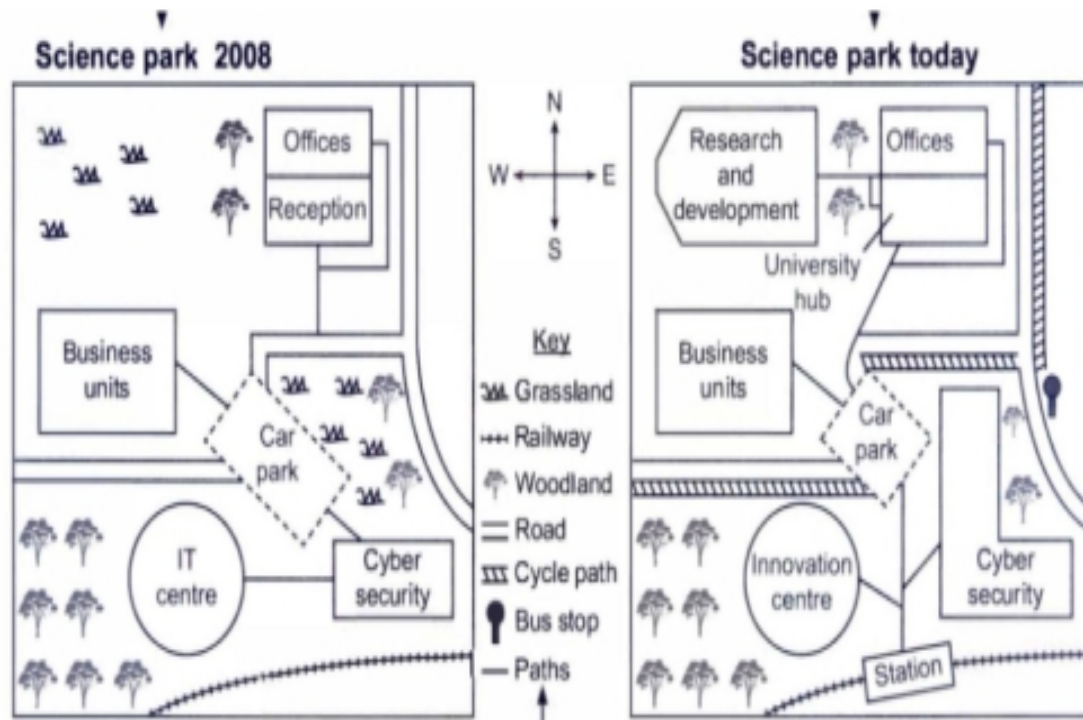 Science park 2008
Offices
Reception
Business
units
Car
park
IT
centre
Cyber
security
N
W
E
S
Key
Grassland
Railway
Woodland
Road
Cycle path
Bus stop
Paths
Science park today
Research
and
development
Offices
University
hub
Business
units
Car
park
Innovation
centre
Cyber
security
Station